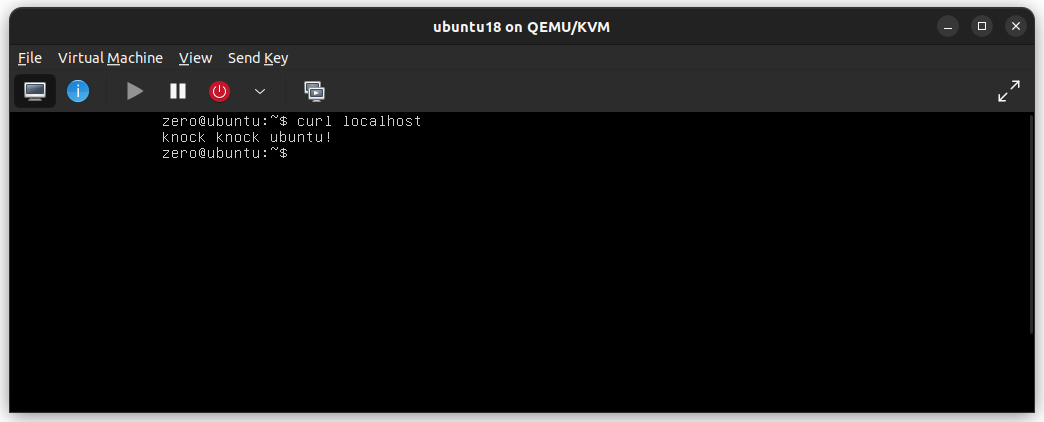 ubuntu18 on QEMU/KVM
File Virtual Machine View Send Key
zero@ubuntu:~$ curl localhost
knock knock ubuntu!
zero@ubuntu:~$